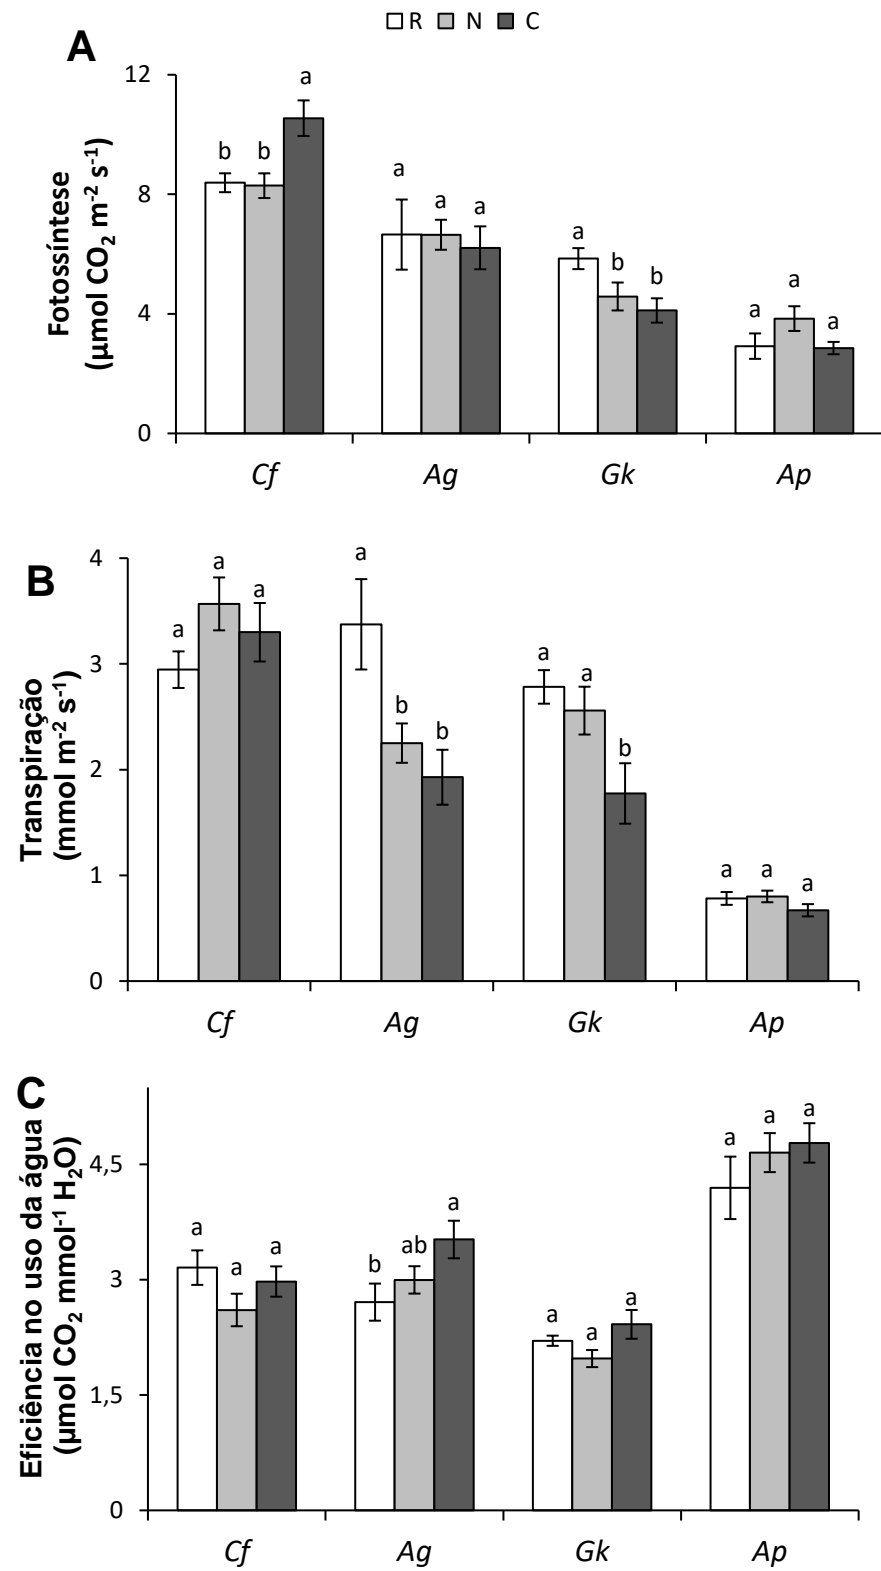 R N C
A
12
8
4
0
Fotossíntese
(µmol CO₂ m⁻² s⁻¹)
b b a
a a a
a b b
a a a
Cf Ag Gk Ap
B
4
3
2
1
0
Transpiração
(mmol m⁻² s⁻¹)
a a a
a b b
a a b
a a a
Cf Ag Gk Ap
C
4,5
3
1,5
0
Eficiência no uso da água
(µmol CO₂ mmol⁻¹ H₂O)
a a a
b ab a
a a a
a a a
Cf Ag Gk Ap